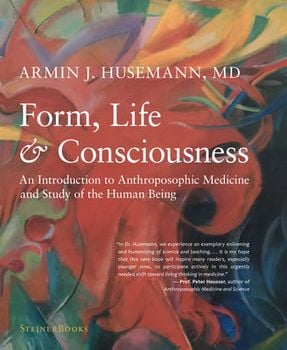 ARMIN J. HUSEMANN, MD
Form, Life
& Consciousness
An Introduction to Anthroposophic Medicine
and Study of the Human Being
"In Dr. Husemann, we experience an exemplary enlivening
and humanizing of science and teaching.... It is my hope
that this new book will inspire many readers, especially
younger ones, to participate actively in this urgently
needed shift toward living thinking in medicine."
— Prof. Peter Heusser, author of
Anthroposophic Medicine and Science
STEINERBOOKS